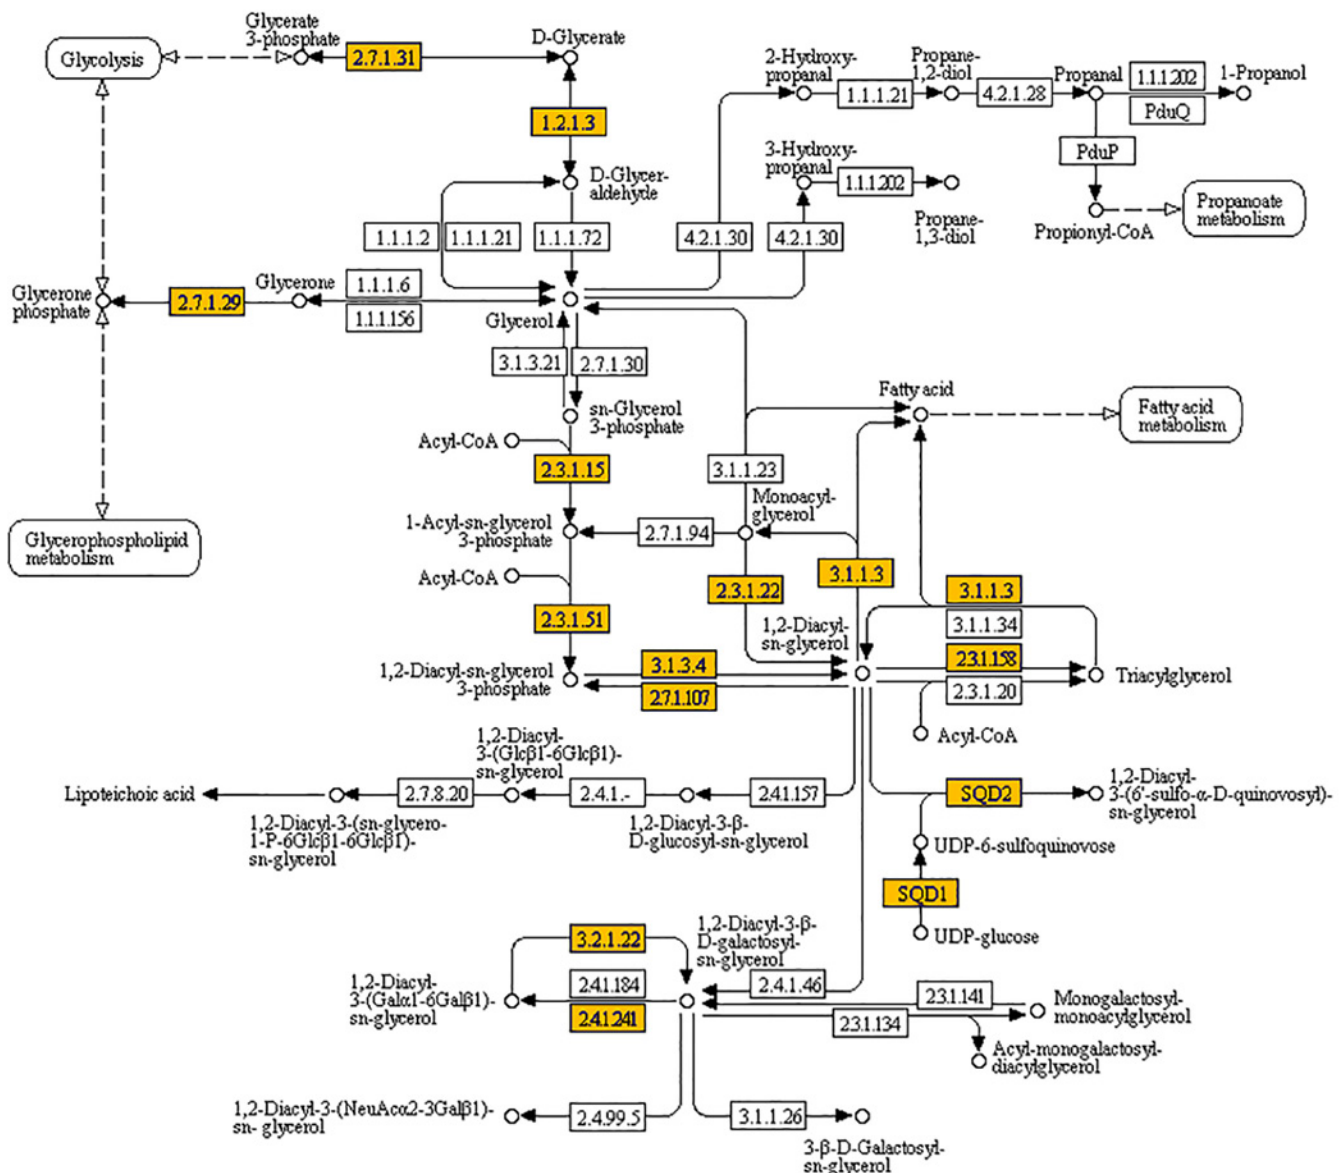 Glycolysis
Glycerate
3-phosphate
2.7.1.31
D-Glycerate
1.2.1.3
D-Glycer-
aldehyde
1.1.1.2
1.1.1.21
1.1.1.72
2-Hydroxy-
propanal
1.1.1.21
Propane-
1,2-diol
4.2.1.28
Propanal
1.1.1.202
PduQ
1-Propanol
PduP
3-Hydroxy-
propanal
1.1.1.202
Propane-
1,3-diol
Propionyl-CoA
Propanoate
metabolism
4.2.1.30
4.2.1.30
Glycerone
phosphate
2.7.1.29
Glycerone
1.1.1.6
1.1.1.156
Glycerol
3.1.3.21
2.7.1.30
sn-Glycerol
3-phosphate
Fatty acid
Fatty acid
metabolism
Acyl-CoA
2.3.1.15
3.1.1.23
Monoacyl-
glycerol
Glycerophospholipid
metabolism
1-Acyl-sn-glycerol
3-phosphate
2.7.1.94
Acyl-CoA
2.3.1.51
2.3.1.22
3.1.1.3
3.1.1.3
3.1.1.34
1,2-Diacyl-
sn-glycerol
1,2-Diacyl-sn-glycerol
3-phosphate
3.1.3.4
2.7.1.107
2.3.1.158
2.3.1.20
Triacylglycerol
Acyl-CoA
1,2-Diacyl-
3-(Glcβ1-6Glcβ1)-
sn-glycerol
Lipoteichoic acid
2.7.8.20
2.4.1.-
2.4.1.157
1,2-Diacyl-3-(sn-glycero-
1-P-6Glcβ1-6Glcβ1)-
sn-glycerol
1,2-Diacyl-3-β-
D-glucosyl-sn-glycerol
SQD2
1,2-Diacyl-
3-(6'-sulfo-α-D-quinovosyl)-
sn-glycerol
UDP-6-sulfoquinovose
SQD1
UDP-glucose
3.2.1.22
1,2-Diacyl-3-β-
D-galactosyl-
sn-glycerol
1,2-Diacyl-
3-(Galα1-6Galβ1)-
sn-glycerol
2.4.1.184
2.4.1.241
2.4.1.46
2.3.1.141
2.3.1.134
Monogalactosyl-
monoacylglycerol
Acyl-monogalactosyl-
diacylglycerol
1,2-Diacyl-3-(NeuAcα2-3Galβ1)-
sn- glycerol
2.4.99.5
3.1.1.26
3-β-D-Galactosyl-
sn-glycerol